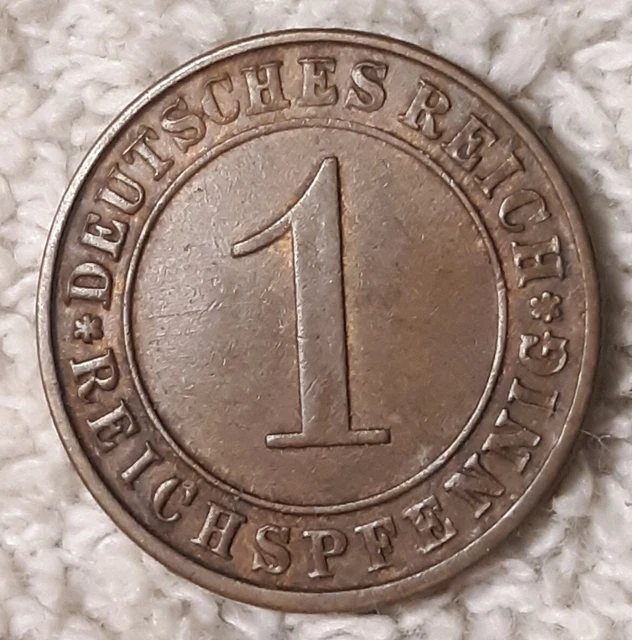 DEUTSCHES REICH
1
* REICHSPFENNIG *